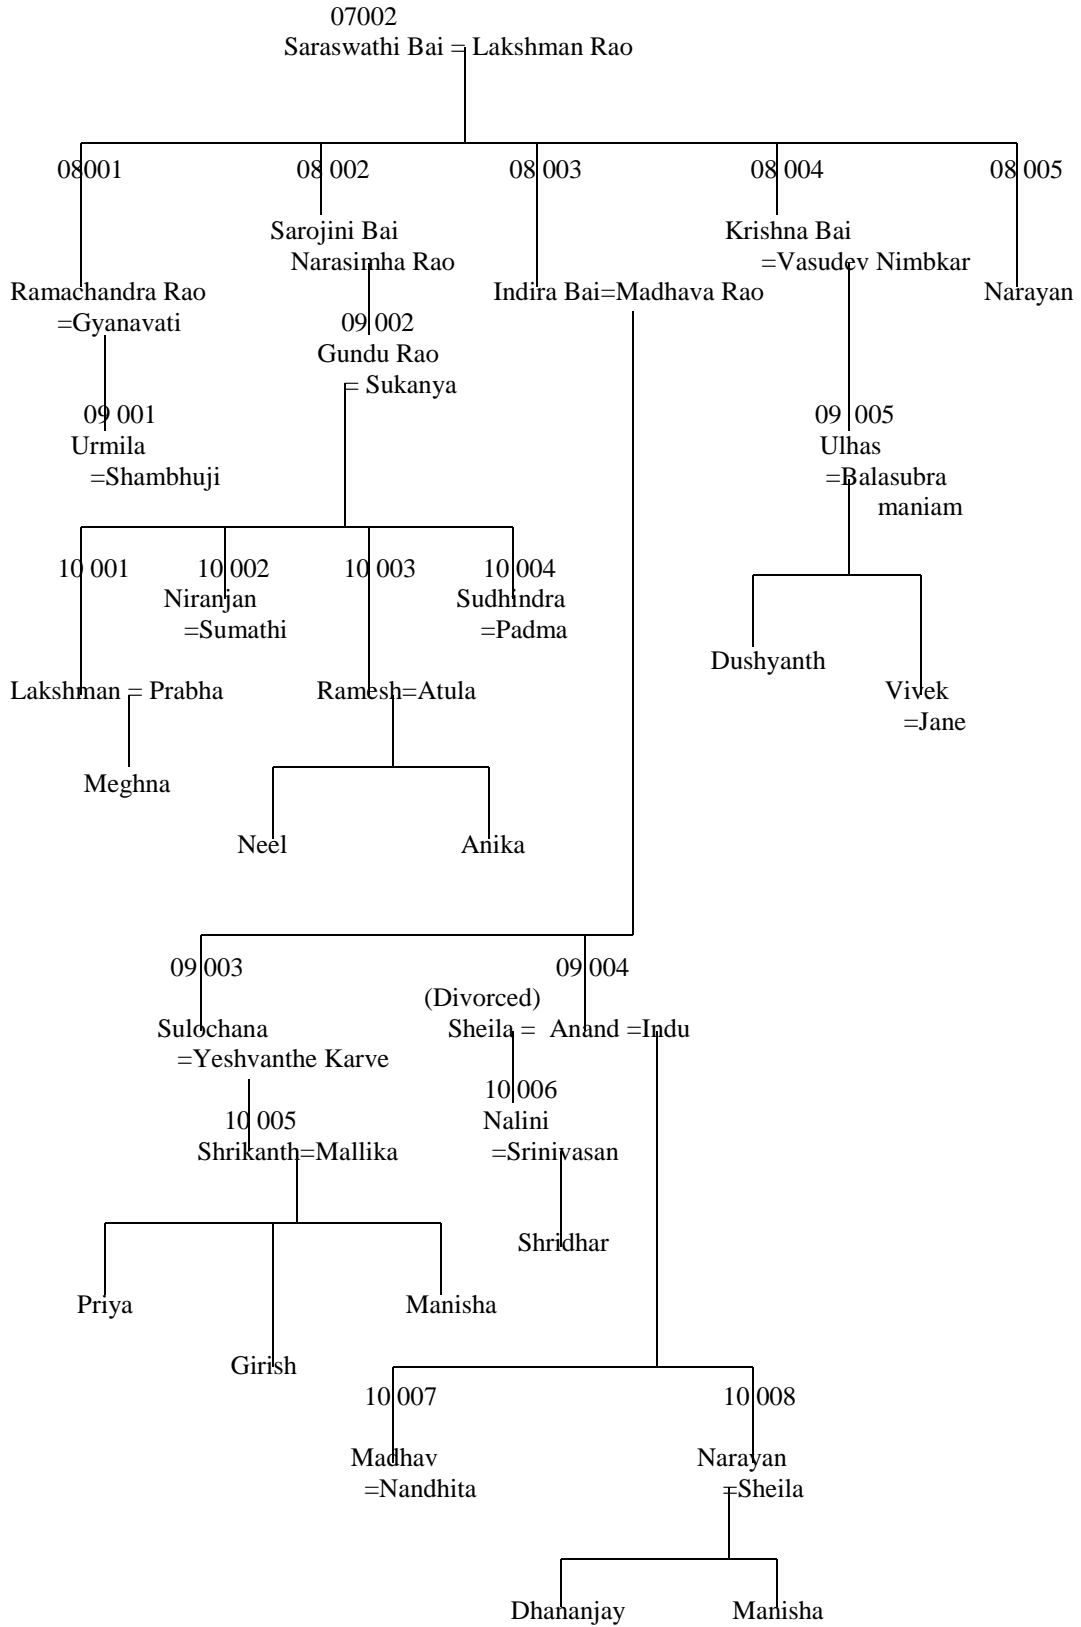 07002
Saraswathi Bai = Lakshman Rao
08001 08 002 08 003 08 004 08 005
Sarojini Bai Krishna Bai
Narasimha Rao =Vasudev Nimbkar
Ramachandra Rao Indira Bai=Madhava Rao Narayan
=Gyanavati 09 002
Gundu Rao
= Sukanya
09 001 09 005
Urmila Ulhas
=Shambhuji =Balasubra
maniam
10 001 10 002 10 003 10 004
Niranjan Sudhindra
=Sumathi =Padma
Dushyanth
Lakshman = Prabha Ramesh=Atula Vivek
=Jane
Meghna
Neel Anika
09 003 09 004
(Divorced)
Sulochana Sheila = Anand =Indu
=Yeshvanthe Karve
10 006
10 005 Nalini
Shrikanth=Mallika =Srinivasan
Shridhar
Priya Manisha
Girish
10 007 10 008
Madhav Narayan
=Nandhita =Sheila
Dhananjay Manisha